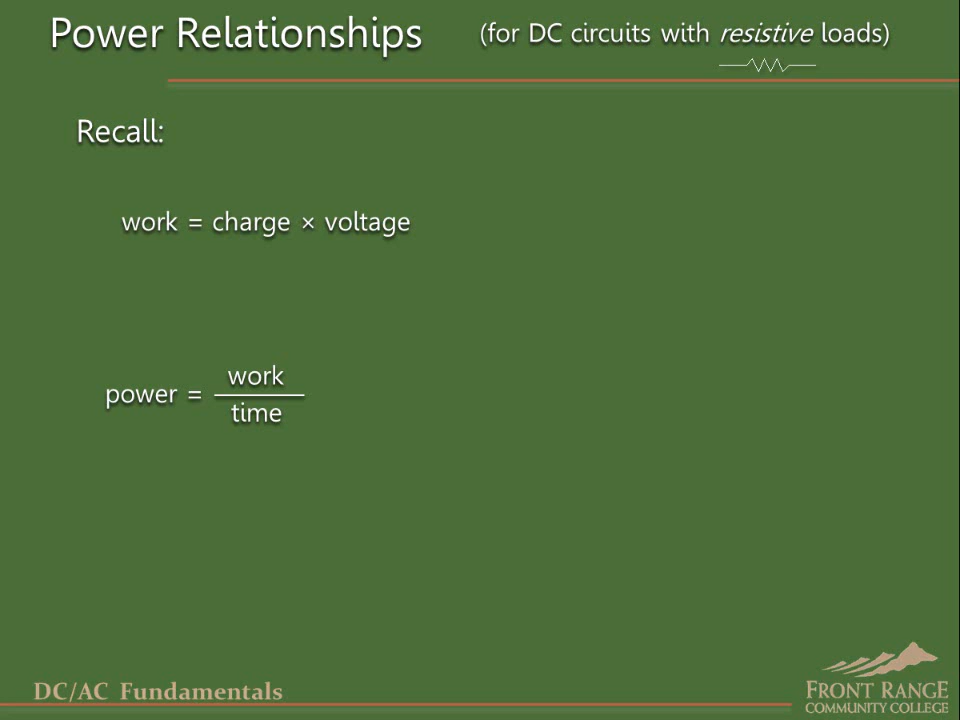 Power Relationships (for DC circuits with resistive loads)
Recall:
work = charge × voltage
power = work
time
DC/AC Fundamentals
FRONT RANGE
COMMUNITY COLLEGE